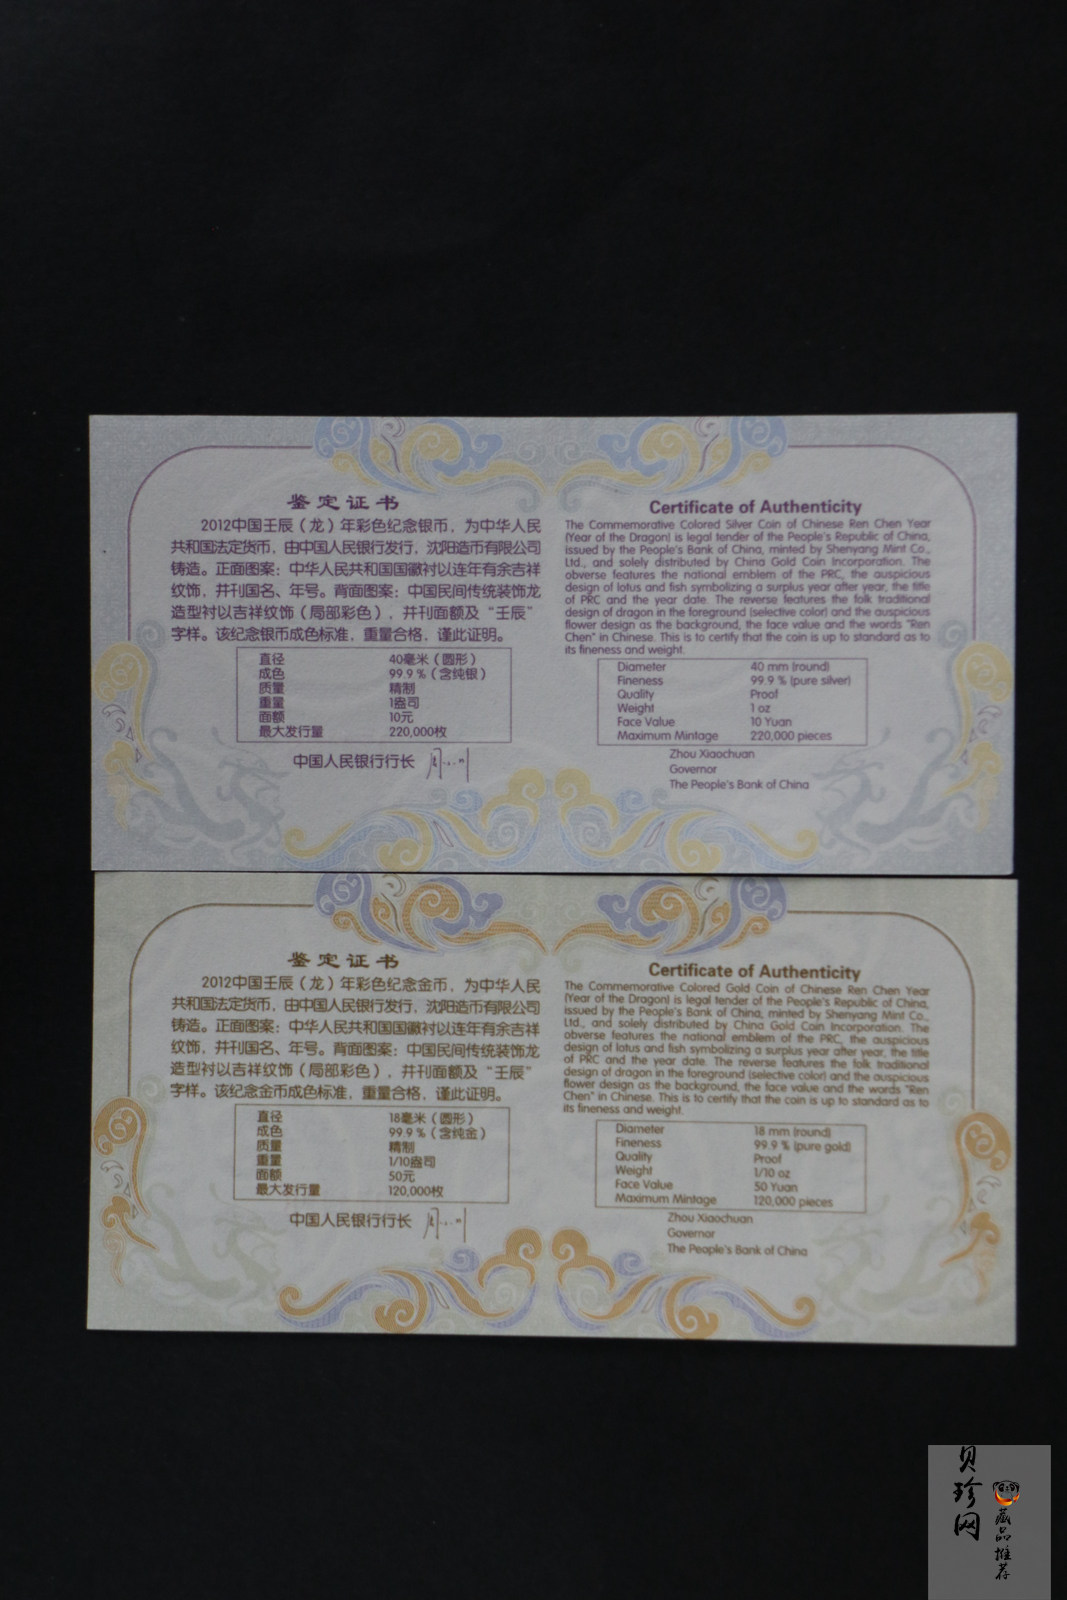 鉴定证书
2012中国壬辰（龙）年彩色纪念银币，为中华人民
共和国法定货币，由中国人民银行发行，沈阳造币有限公司
铸造。正面图案：中华人民共和国国徽衬以连年有余吉祥
纹饰，并刊国名、年号。背面图案：中国民间传统装饰龙
造型衬以吉祥纹饰（局部彩色），并刊面额及“壬辰”
字样。该纪念银币成色标准，重量合格，谨此证明。
直径 40毫米（圆形）
成色 99.9％（含纯银）
质量 精制
重量 1盎司
面额 10元
最大发行量 220,000枚
中国人民银行行长
Certificate of Authenticity
The Commemorative Colored Silver Coin of Chinese Ren Chen Year
(Year of the Dragon) is legal tender of the People's Republic of China,
issued by the People's Bank of China, minted by Shenyang Mint Co.,
Ltd., and solely distributed by China Gold Coin Incorporation. The
obverse features the national emblem of the PRC, the auspicious
design of lotus and fish symbolizing a surplus year after year, the title
of PRC and the year date. The reverse features the folk traditional
design of dragon in the foreground (selective color) and the auspicious
flower design as the background, the face value and the words "Ren
Chen" in Chinese. This is to certify that the coin is up to standard as to
its fineness and weight.
Diameter 40 mm (round)
Fineness 99.9 % (pure silver)
Quality Proof
Weight 1 oz
Face Value 10 Yuan
Maximum Mintage 220,000 pieces
Zhou Xiaochuan
Governor
The People's Bank of China
鉴定证书
2012中国壬辰（龙）年彩色纪念金币，为中华人民
共和国法定货币，由中国人民银行发行，沈阳造币有限公司
铸造。正面图案：中华人民共和国国徽衬以连年有余吉祥
纹饰，并刊国名、年号。背面图案：中国民间传统装饰龙
造型衬以吉祥纹饰（局部彩色），并刊面额及“壬辰”
字样。该纪念金币成色标准，重量合格，谨此证明。
直径 18毫米（圆形）
成色 99.9％（含纯金）
质量 精制
重量 1/10盎司
面额 50元
最大发行量 120,000枚
中国人民银行行长
Certificate of Authenticity
The Commemorative Colored Gold Coin of Chinese Ren Chen Year
(Year of the Dragon) is legal tender of the People's Republic of China,
issued by the People's Bank of China, minted by Shenyang Mint Co.,
Ltd., and solely distributed by China Gold Coin Incorporation. The
obverse features the national emblem of the PRC, the auspicious
design of lotus and fish symbolizing a surplus year after year, the title
of PRC and the year date. The reverse features the folk traditional
design of dragon in the foreground (selective color) and the auspicious
flower design as the background, the face value and the words "Ren
Chen" in Chinese. This is to certify that the coin is up to standard as to
its fineness and weight.
Diameter 18 mm (round)
Fineness 99.9 % (pure gold)
Quality Proof
Weight 1/10 oz
Face Value 50 Yuan
Maximum Mintage 120,000 pieces
Zhou Xiaochuan
Governor
The People's Bank of China
贝珍网
藏品推荐